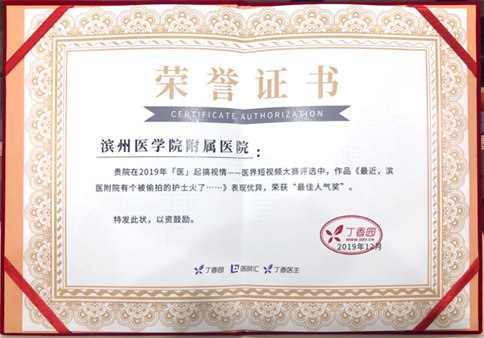 荣誉证书
CERTIFICATE AUTHORIZATION
滨州医学院附属医院：
贵院在2019年「医」起搞视情——医界短视频大赛评选中，作品《最近，滨
医附院有个被偷拍的护士火了……》表现优异，荣获“最佳人气奖”。
特发此状，以资鼓励。
丁香园
WWW.DXY.CN
2019年12月
丁香园 医院汇 丁香医生